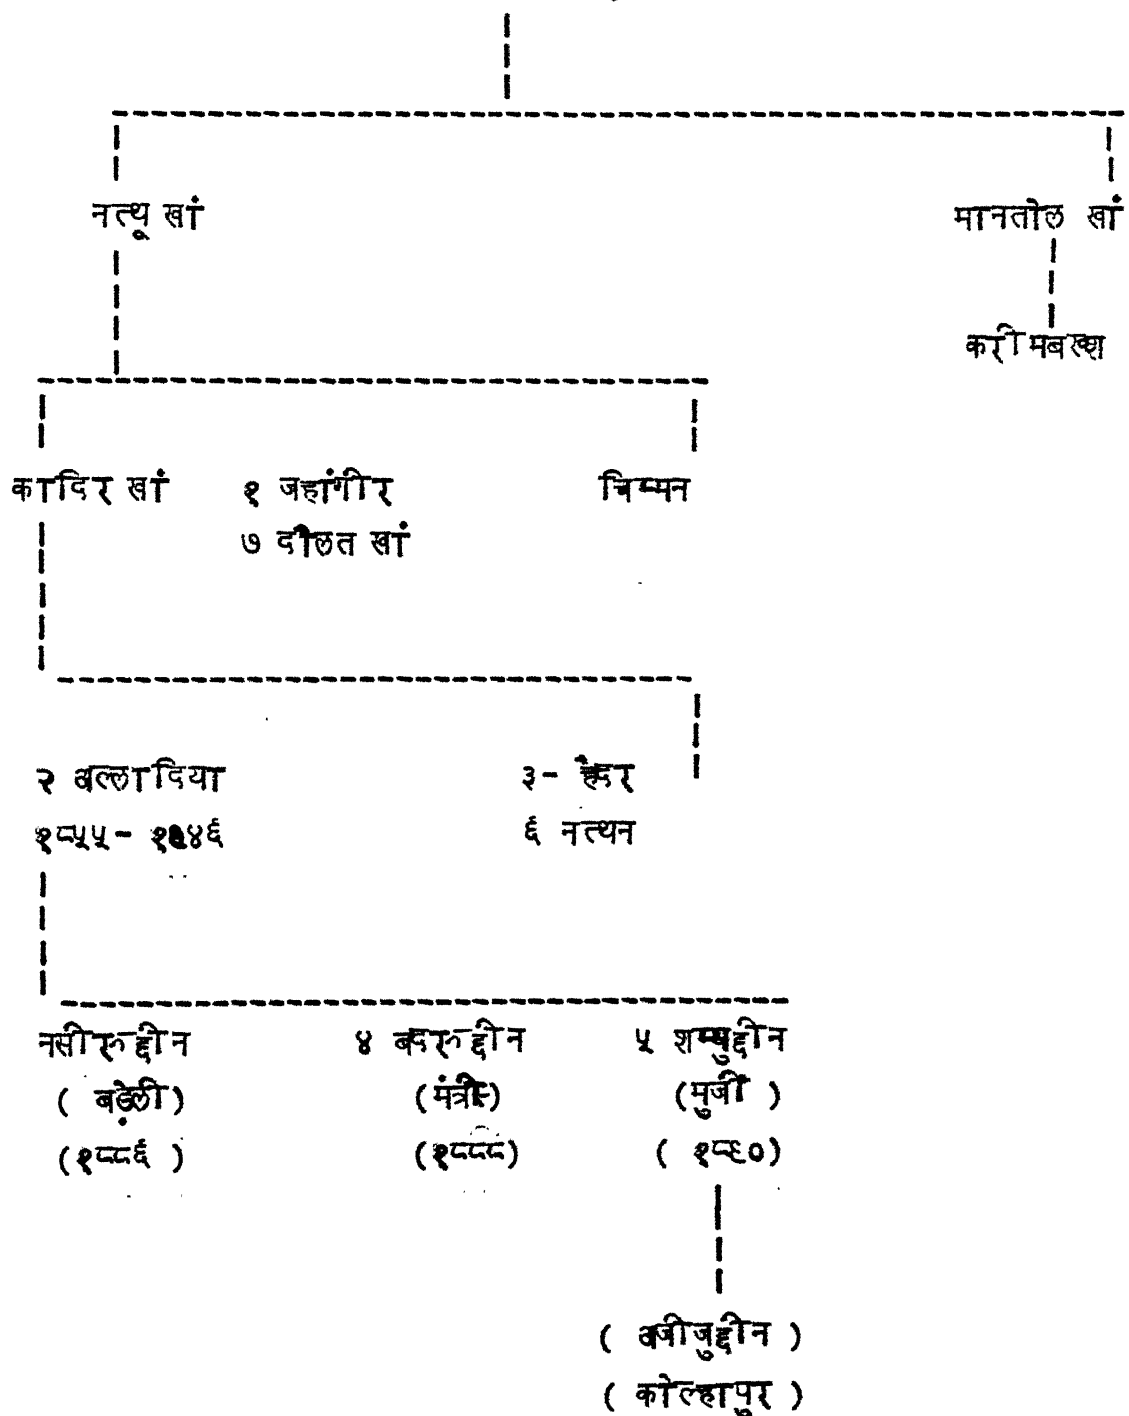 नत्थू खां मानतोल खां
करीमबख्श
कादिर खां १ जहांगीर चिम्मन
७ दौलत खां
२ अल्लादिया ३- हैदर
१८५५- १९४६ ६ नत्थन
नसीरुद्दीन ४ बदरुद्दीन ५ शम्सुद्दीन
( बड़ेली) (मंत्री) (मुर्जी )
(१८८६ ) (१८८८) ( १८९०)
( अजीजुद्दीन )
( कोल्हापुर )